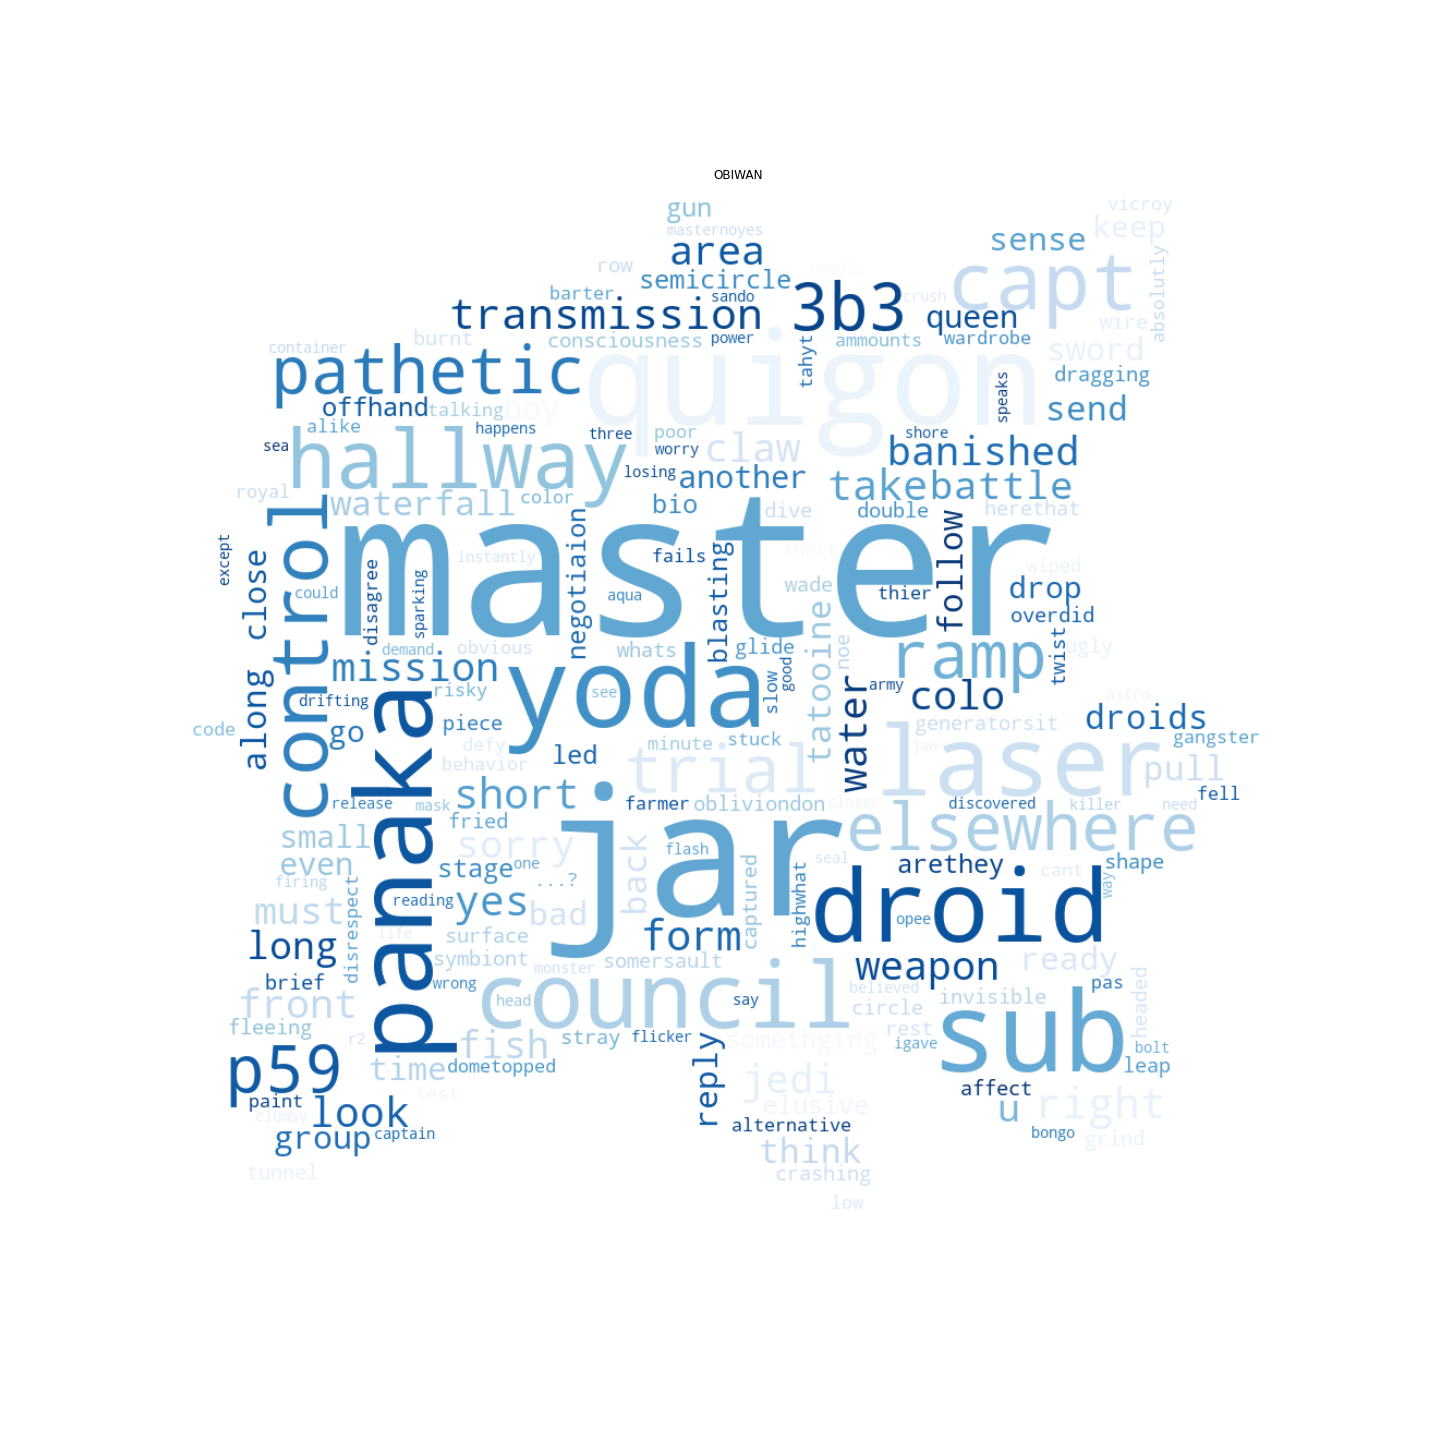 OBIWAN
vicroy
gun
keep
masternoyes
sense
area
row
absolutly
semicircle
capt
barter
sando
crush
3b3
transmission
queen
wire
burnt
consciousness
power
tahyt
ammounts
wardrobe
container
sword
pathetic
quigon
dragging
speaks
offhand
talking
boy
send
alike
happens
three
poor
shore
sea
worry
claw
banished
hallway
losing
another
takebattle
royal
waterfall
color
bio
dive
double
herethat
control
master
follow
negotiaion
except
close
disagree
instantly
fails
blasting
their
wiped
could
sparking
aqua
wade
thier
drop
overdid
tatooine
demand
obvious
whats
glide
noe
ramp
twist
ugly
mission
yoda
good
slow
see
army
along
drifting
risky
water
colo
astro
code
go
panaka
piece
stuck
generatorsit
droids
gangster
defy
minute
led
jaw
behavior
trial
laser
pull
release
mask
short
farmer
obliviondon
closer
discovered
killer
need
fell
small
fried
jar
elsewhere
sorry
back
flash
even
stage
one
seal
arethey
cant
shape
firing
...?
captured
highwhat
droid
way
disrespect
reading
yes
bad
opee
must
life
surface
form
long
symbiont
somersault
weapon
ready
monster
brief
wrong
believed
pas
headed
front
head
council
say
circle
invisible
fleeing
r2
fish
stray
flicker
rest
sub
somethging
igave
bolt
p59
time
dometopped
reply
leap
jedi
affect
test
paint
elusive
u
right
look
clumsy
alternative
group
captain
bongo
grind
think
tunnel
crashing
low